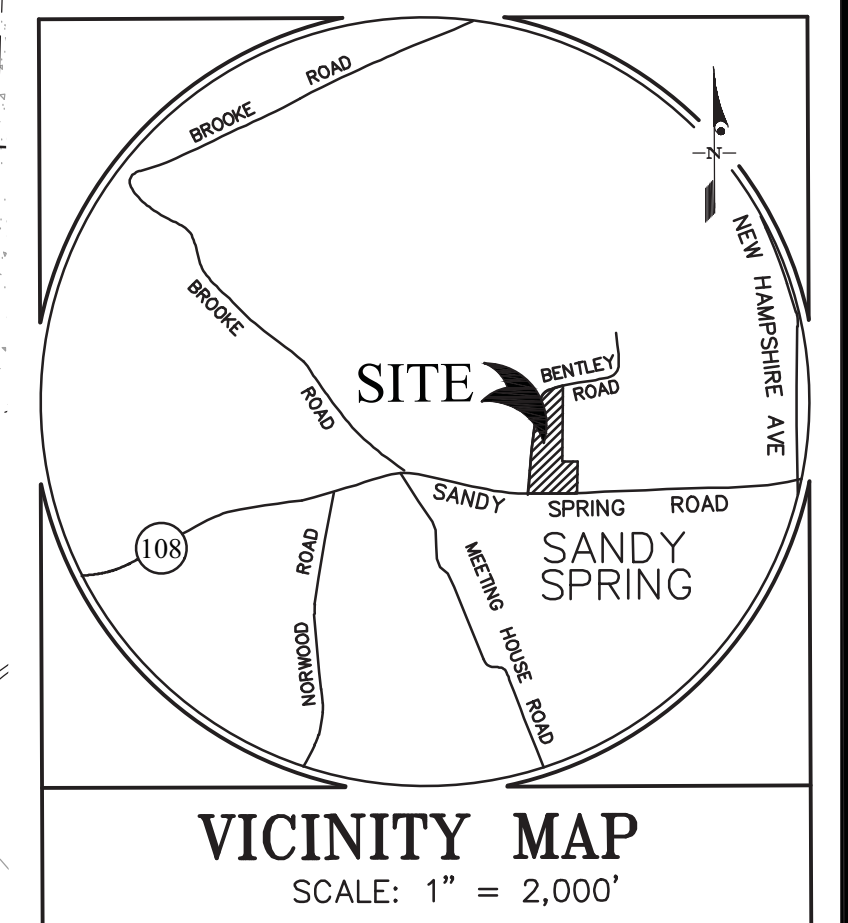 BROOKE ROAD
N
NEW HAMPSHIRE AVE
BROOKE ROAD
SITE
BENTLEY
ROAD
SANDY SPRING ROAD
108
SANDY
SPRING
NORWOOD ROAD
MEETING HOUSE ROAD
VICINITY MAP
SCALE: 1" = 2,000'